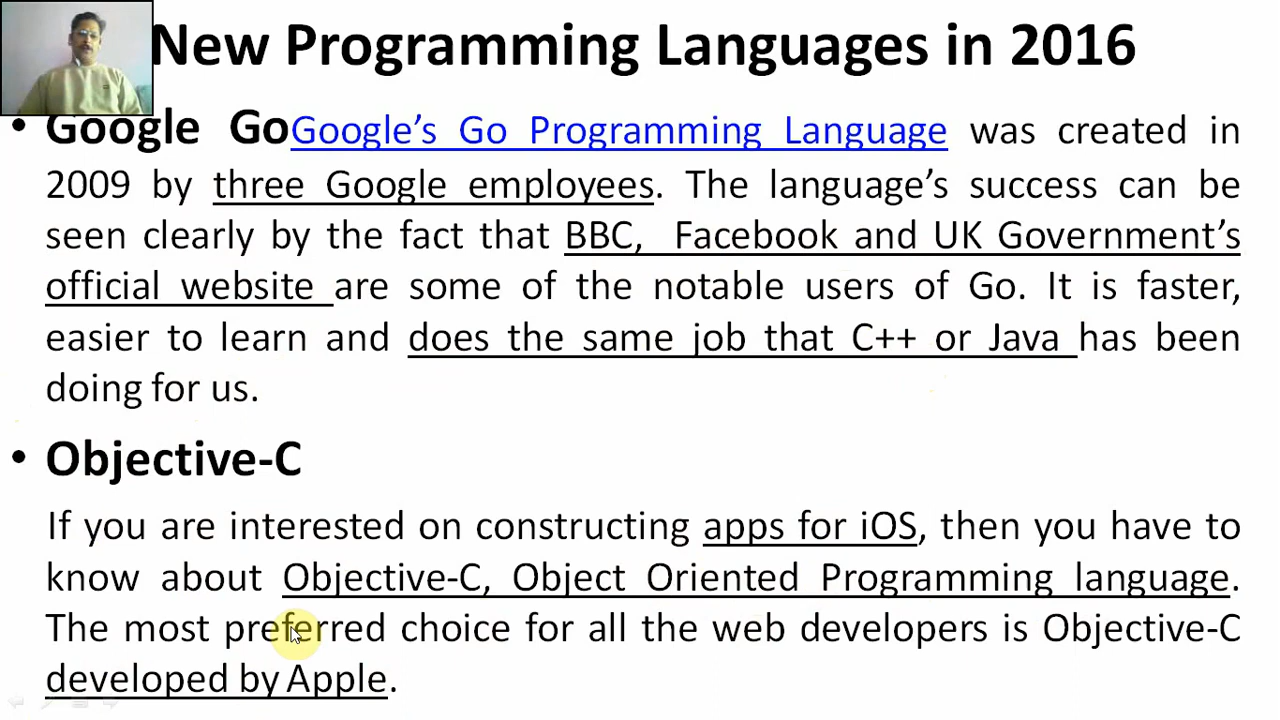 New Programming Languages in 2016
• Google Go Google's Go Programming Language was created in
2009 by three Google employees. The language's success can be
seen clearly by the fact that BBC, Facebook and UK Government's
official website are some of the notable users of Go. It is faster,
easier to learn and does the same job that C++ or Java has been
doing for us.
• Objective-C
If you are interested on constructing apps for iOS, then you have to
know about Objective-C, Object Oriented Programming language.
The most preferred choice for all the web developers is Objective-C
developed by Apple.